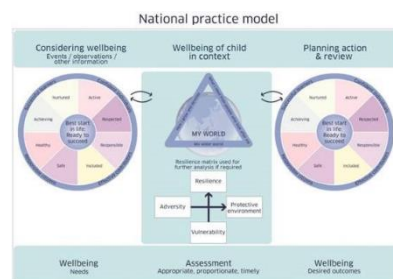 National practice model
Considering wellbeing
Events / observations /
other information
Nurtured
Active
Achieving
Respected
Best start
in life:
Ready to
succeed
Healthy
Responsible
Safe
Included
Wellbeing
Needs
Wellbeing of child
in context
MY WORLD
Resilience matrix used for
further analysis if required
Resilience
Adversity
Protective
environment
Vulnerability
Assessment
Appropriate, proportionate, timely
Planning action
& review
Nurtured
Active
Achieving
Respected
Best start
in life:
Ready to
succeed
Healthy
Responsible
Safe
Included
Wellbeing
Desired outcomes